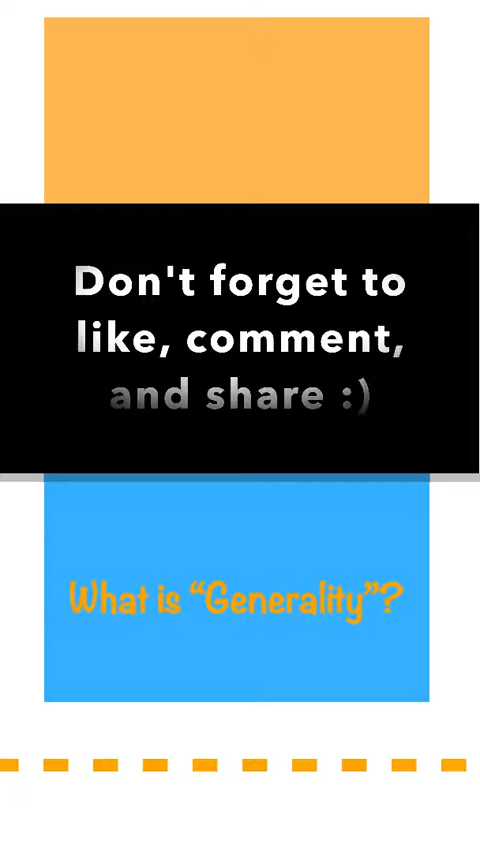 Don't forget to
like, comment,
and share :)
What is “Generality”?